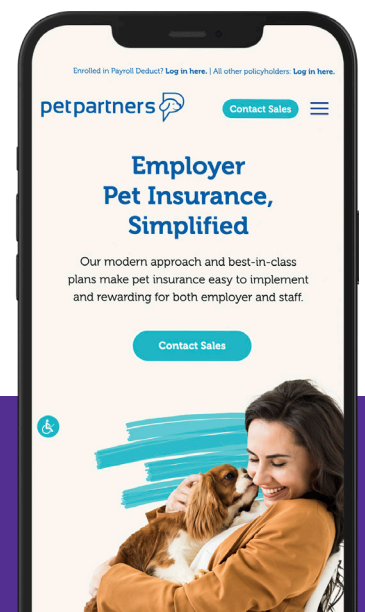 Enrolled in Payroll Deduct? Log in here. | All other policyholders: Log in here.
petpartners
Contact Sales
Employer
Pet Insurance,
Simplified
Our modern approach and best-in-class
plans make pet insurance easy to implement
and rewarding for both employer and staff.
Contact Sales